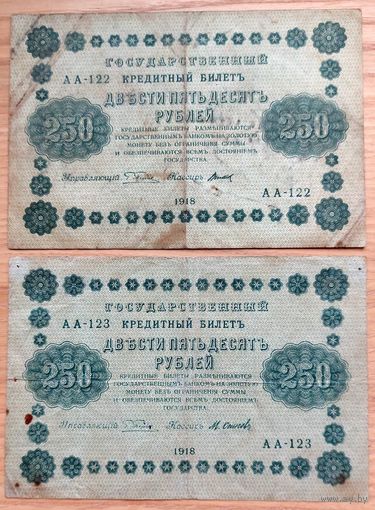 ГОСУДАРСТВЕННЫЙ
АА-122 КРЕДИТНЫЙ БИЛЕТЪ
ДВѢСТИ ПЯТЬДЕСЯТЪ
РУБЛЕЙ
250 250
КРЕДИТНЫЕ БИЛЕТЫ РАЗМѢНИВАЮТСЯ
ГОСУДАРСТВЕННЫМЪ БАНКОМЪ НА ЗОЛОТУЮ
МОНЕТУ БЕЗЪ ОГРАНИЧЕНІЯ СУММЫ
И ОБЕЗПЕЧИВАЮТСЯ ВСѢМЪ ДОСТОЯНІЕМЪ
ГОСУДАРСТВА.
Управляющій Кассиръ
АА-122
1918
ГОСУДАРСТВЕННЫЙ
АА-123 КРЕДИТНЫЙ БИЛЕТЪ
ДВѢСТИ ПЯТЬДЕСЯТЪ
РУБЛЕЙ
250 250
КРЕДИТНЫЕ БИЛЕТЫ РАЗМѢНИВАЮТСЯ
ГОСУДАРСТВЕННЫМЪ БАНКОМЪ НА ЗОЛОТУЮ
МОНЕТУ БЕЗЪ ОГРАНИЧЕНІЯ СУММЫ
И ОБЕЗПЕЧИВАЮТСЯ ВСѢМЪ ДОСТОЯНІЕМЪ
ГОСУДАРСТВА.
Управляющій Кассиръ
АА-123
1918